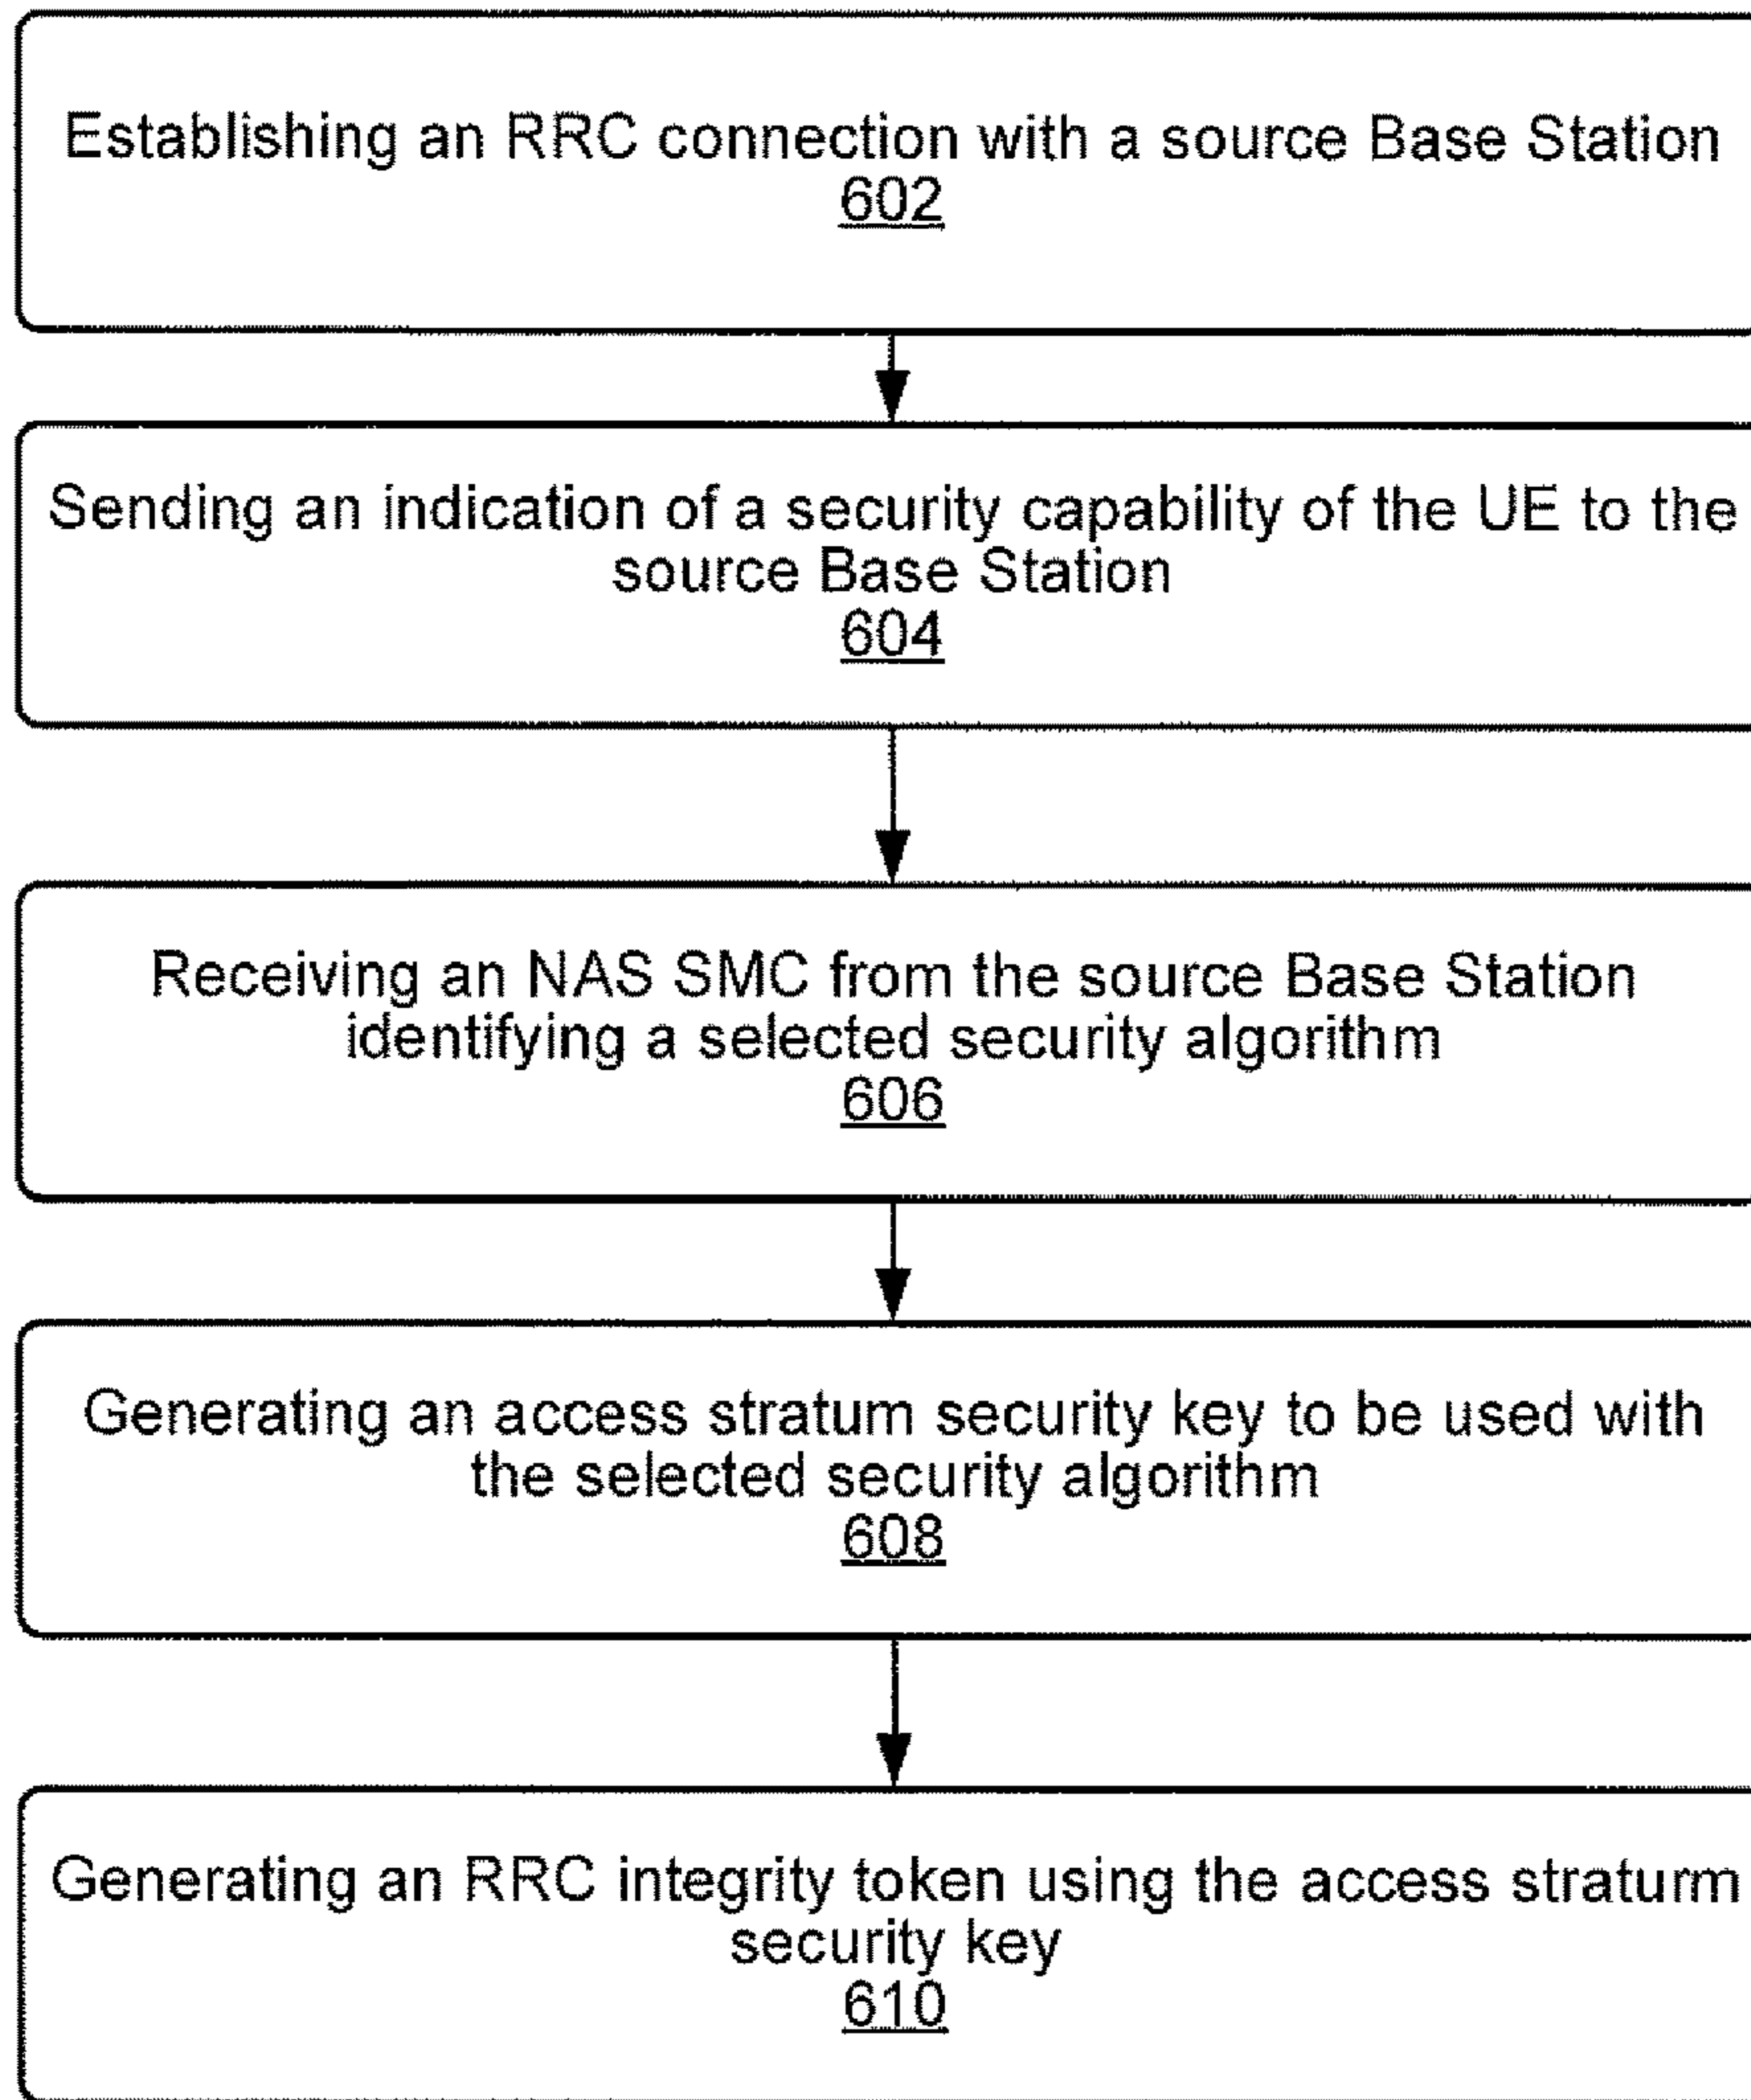 Establishing an RRC connection with a source Base Station
602
Sending an indication of a security capability of the UE to the
source Base Station
604
Receiving an NAS SMC from the source Base Station
identifying a selected security algorithm
606
Generating an access stratum security key to be used with
the selected security algorithm
608
Generating an RRC integrity token using the access straturm
security key
610